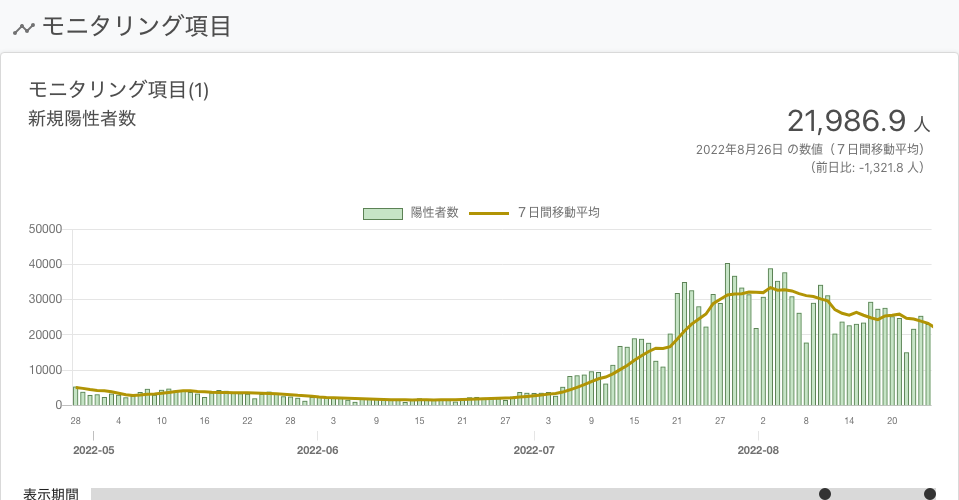 モニタリング項目
モニタリング項目(1)
新規陽性者数
21,986.9 人
2022年8月26日 の数値（７日間移動平均）
（前日比: -1,321.8 人）
陽性者数 ７日間移動平均
50000
40000
30000
20000
10000
0
28 4 10 16 22 28 3 9 15 21 27 3 9 15 21 27 2 8 14 20
2022-05 2022-06 2022-07 2022-08
表示期間